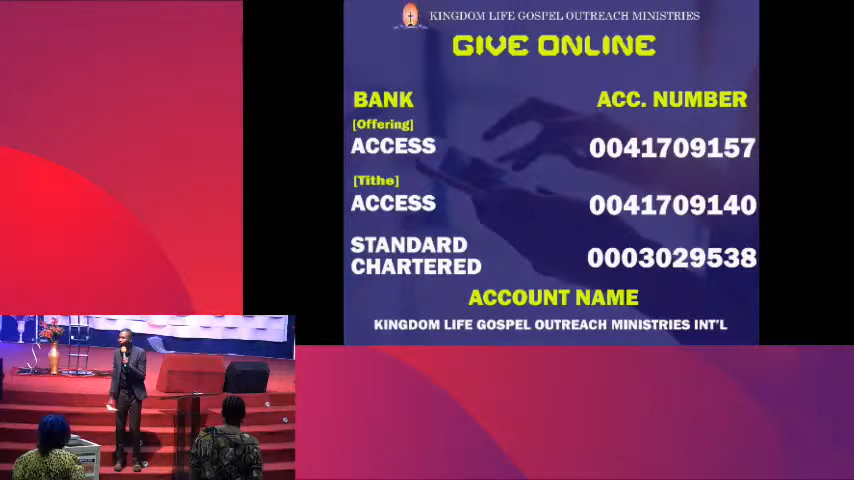 KINGDOM LIFE GOSPEL OUTREACH MINISTRIES
GIVE ONLINE
BANK ACC. NUMBER
[Offering]
ACCESS 0041709157
[Tithe]
ACCESS 0041709140
STANDARD
CHARTERED 0003029538
ACCOUNT NAME
KINGDOM LIFE GOSPEL OUTREACH MINISTRIES INT'L